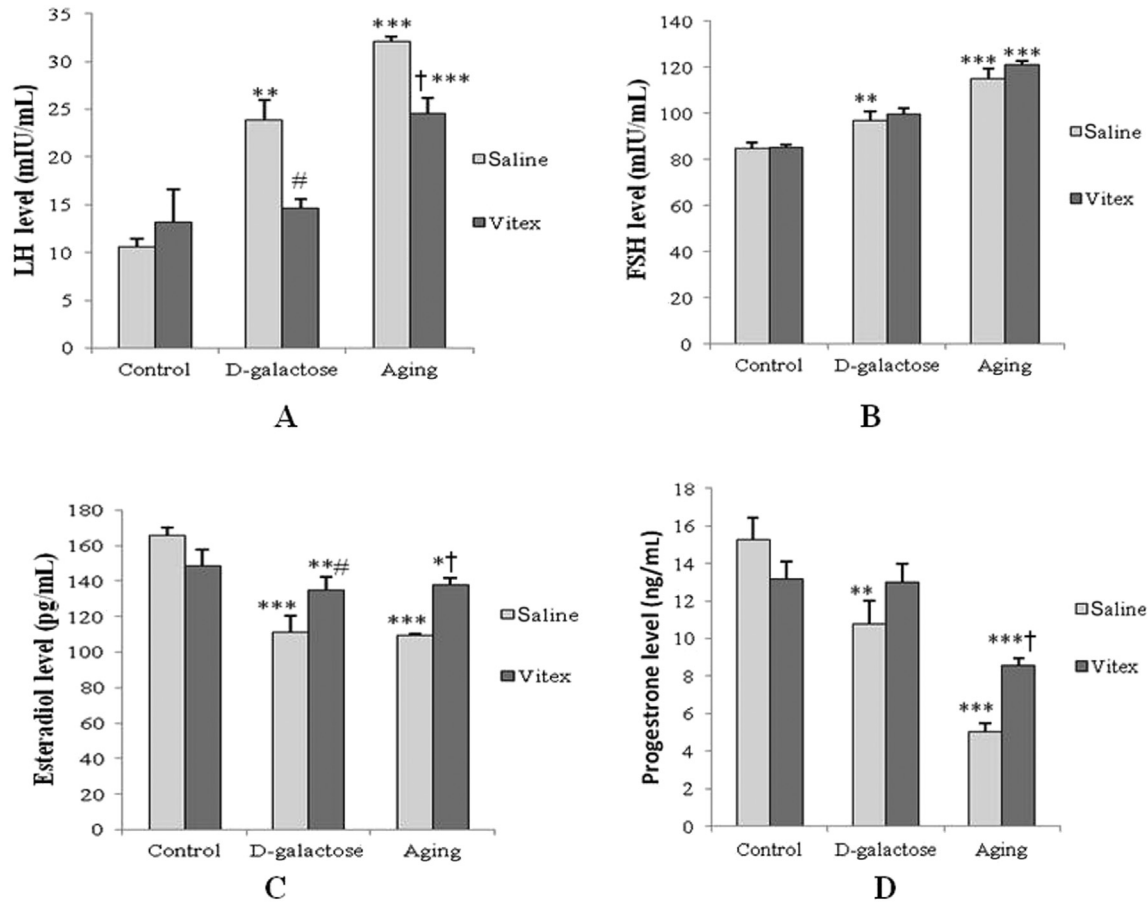 LH level (mIU/mL)
35
30
25
20
15
10
5
0
***
**
#
† ***
Control
D-galactose
Aging
Saline
Vitex
A
FSH level (mIU/mL)
140
120
100
80
60
40
20
0
**
***
***
Control
D-galactose
Aging
Saline
Vitex
B
Esteradiol level (pg/mL)
180
160
140
120
100
80
60
40
20
0
***
**#
***
*†
Control
D-galactose
Aging
Saline
Vitex
C
Progestrone level (ng/mL)
18
16
14
12
10
8
6
4
2
0
**
***
***†
Control
D-galactose
Aging
Saline
Vitex
D